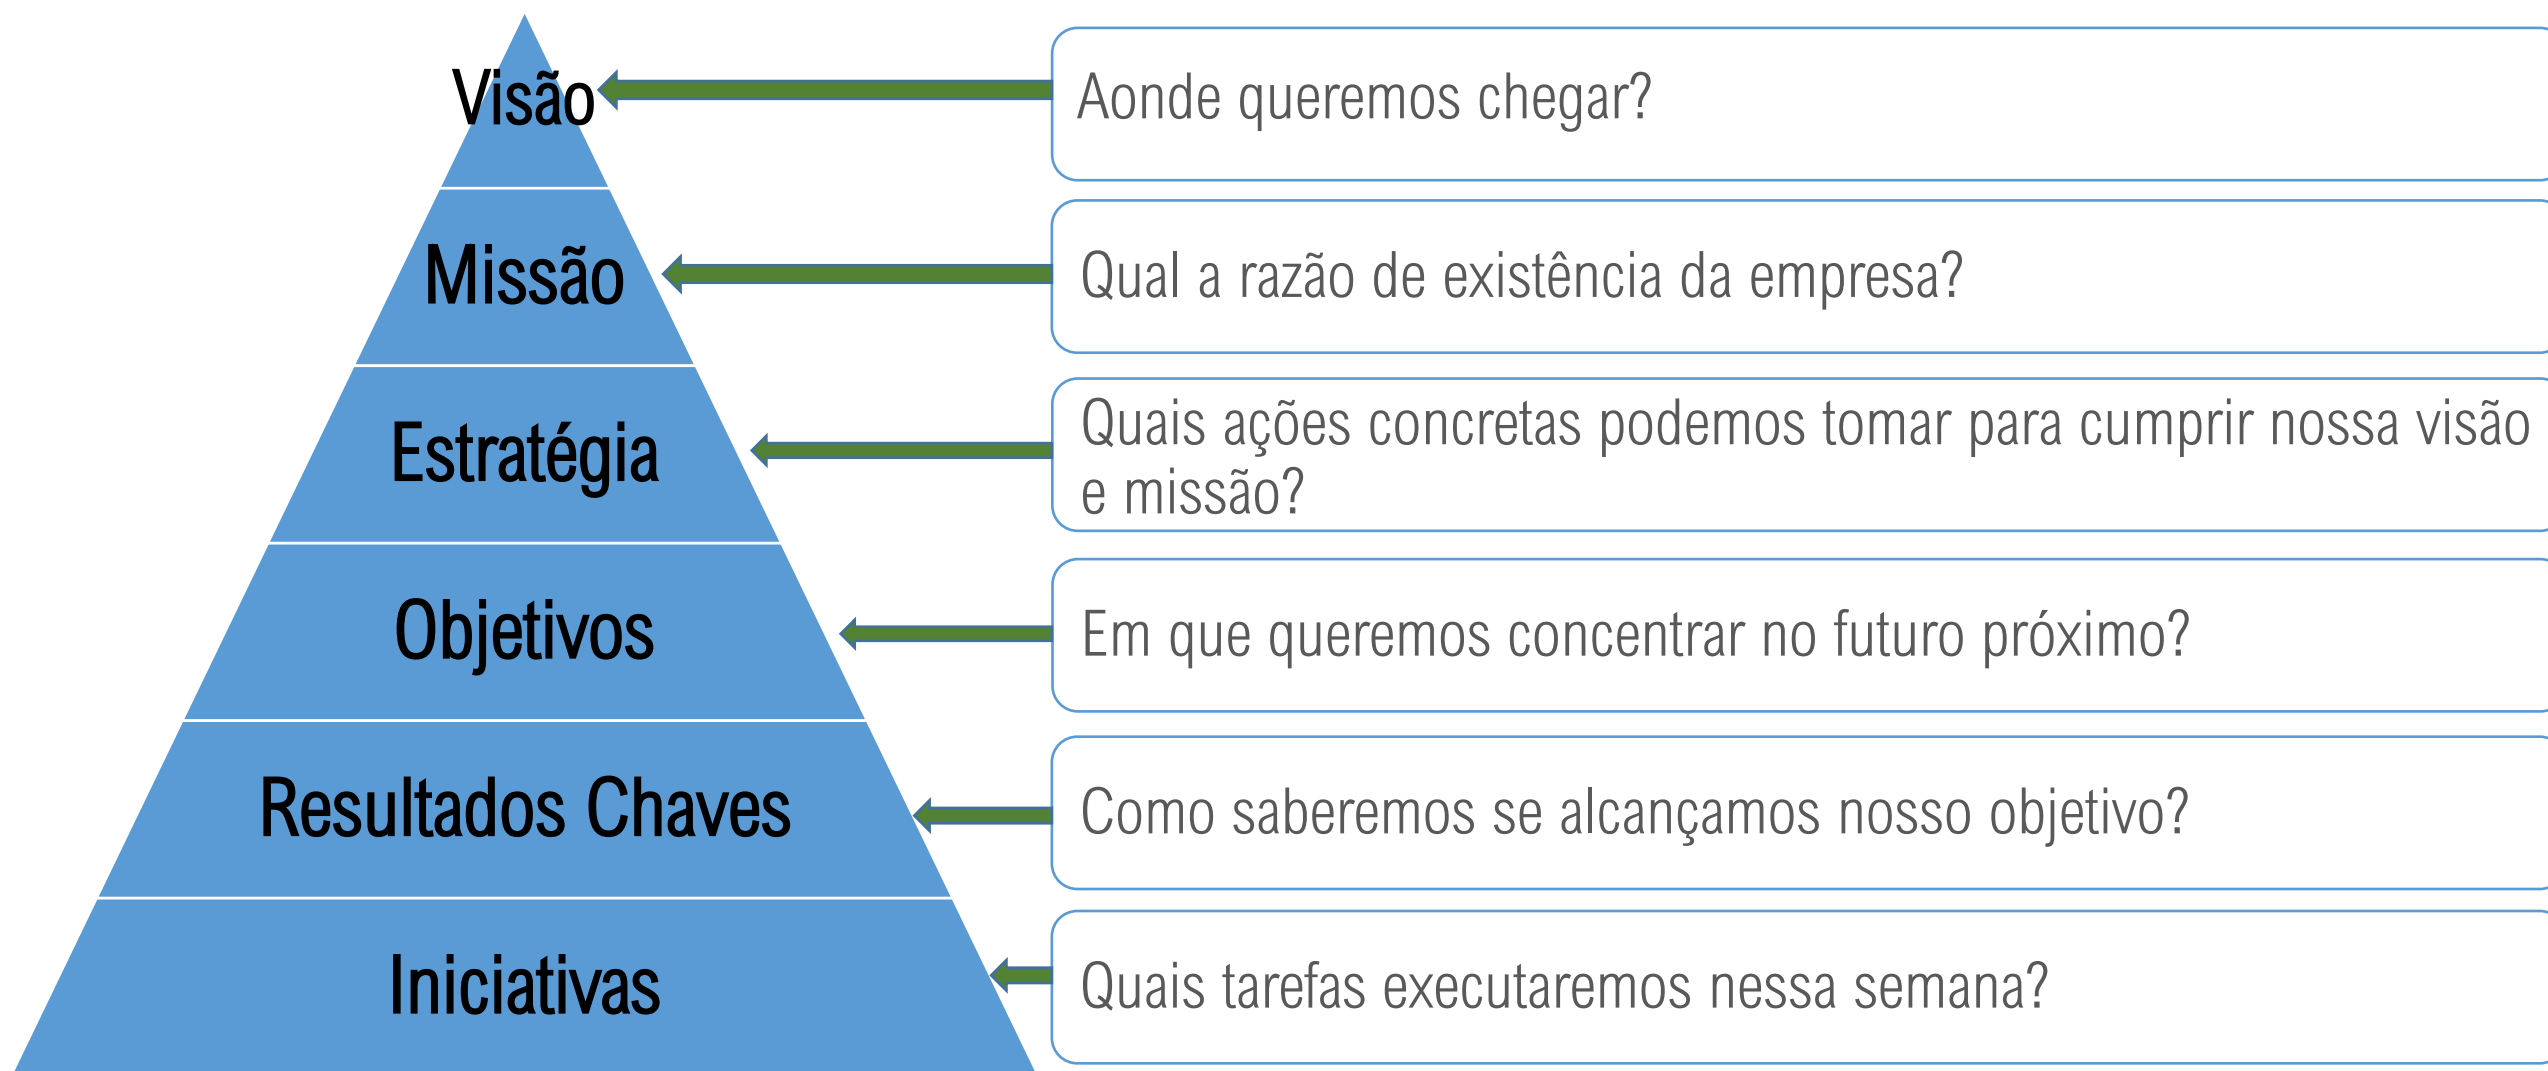 Visão
Aonde queremos chegar?
Missão
Qual a razão de existência da empresa?
Estratégia
Quais ações concretas podemos tomar para cumprir nossa visão
e missão?
Objetivos
Em que queremos concentrar no futuro próximo?
Resultados Chaves
Como saberemos se alcançamos nosso objetivo?
Iniciativas
Quais tarefas executaremos nessa semana?